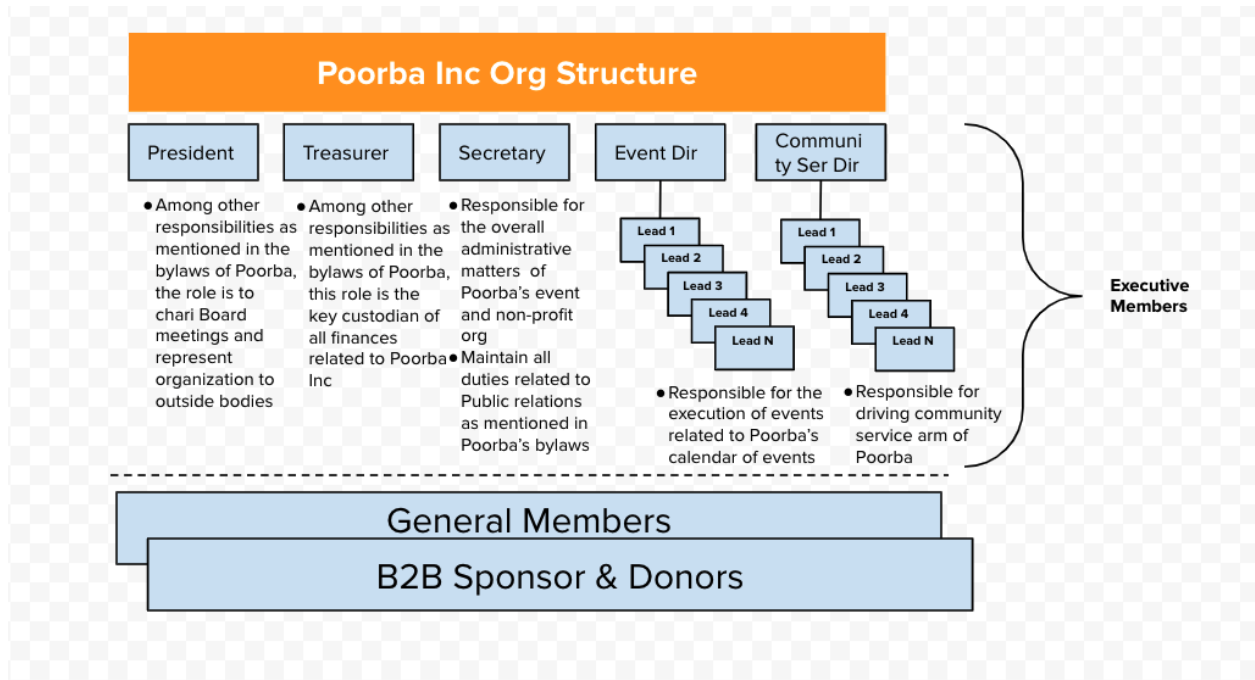 Poorba Inc Org Structure
President
Treasurer
Secretary
Event Dir
Communi
ty Ser Dir
● Among other
responsibilities as
mentioned in the
bylaws of Poorba,
the role is to
chari Board
meetings and
represent
organization to
outside bodies
● Among other
responsibilities as
mentioned in the
bylaws of Poorba,
this role is the
key custodian of
all finances
related to Poorba
Inc
● Responsible for
the overall
administrative
matters of
Poorba’s event
and non-profit
org
● Maintain all
duties related to
Public relations
as mentioned in
Poorba’s bylaws
Lead 1
Lead 2
Lead 3
Lead 4
Lead N
● Responsible for the
execution of events
related to Poorba’s
calendar of events
Lead 1
Lead 2
Lead 3
Lead 4
Lead N
● Responsible for
driving community
service arm of
Poorba
Executive
Members
General Members
B2B Sponsor & Donors